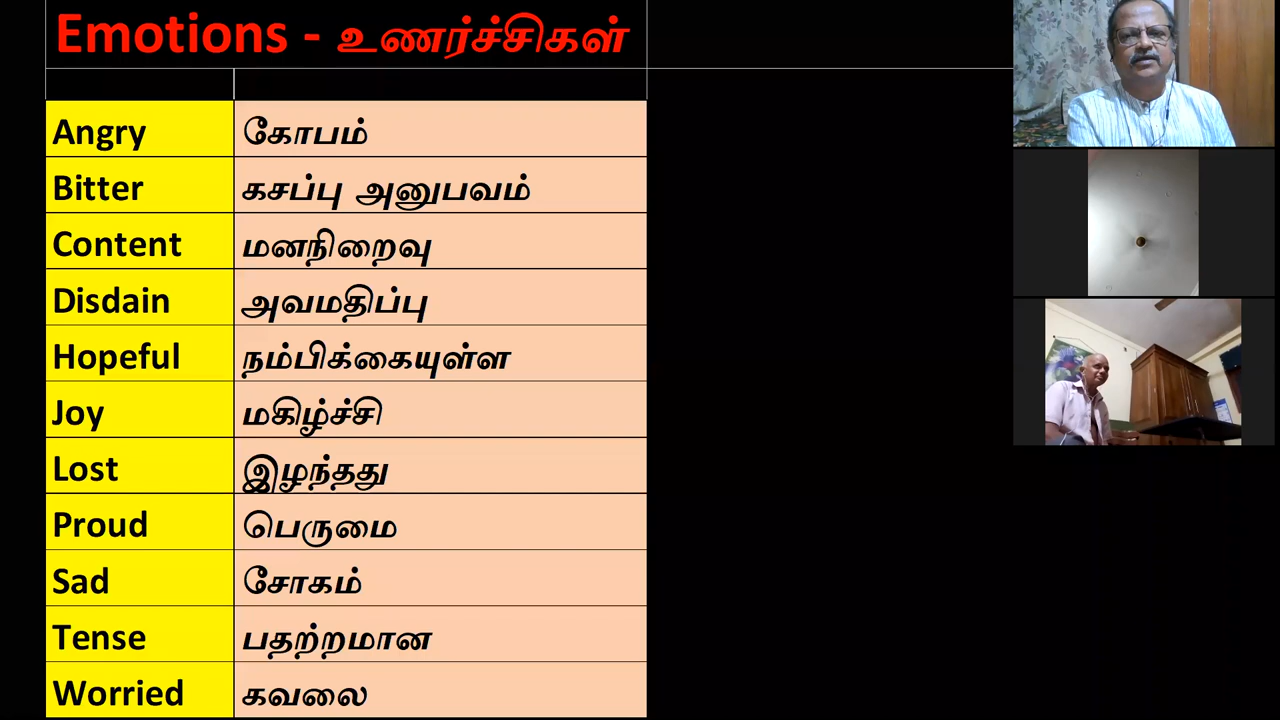 Emotions - உணர்ச்சிகள்
Angry கோபம்
Bitter கசப்பு அனுபவம்
Content மனநிறைவு
Disdain அவமதிப்பு
Hopeful நம்பிக்கையுள்ள
Joy மகிழ்ச்சி
Lost இழந்தது
Proud பெருமை
Sad சோகம்
Tense பதற்றமான
Worried கவலை